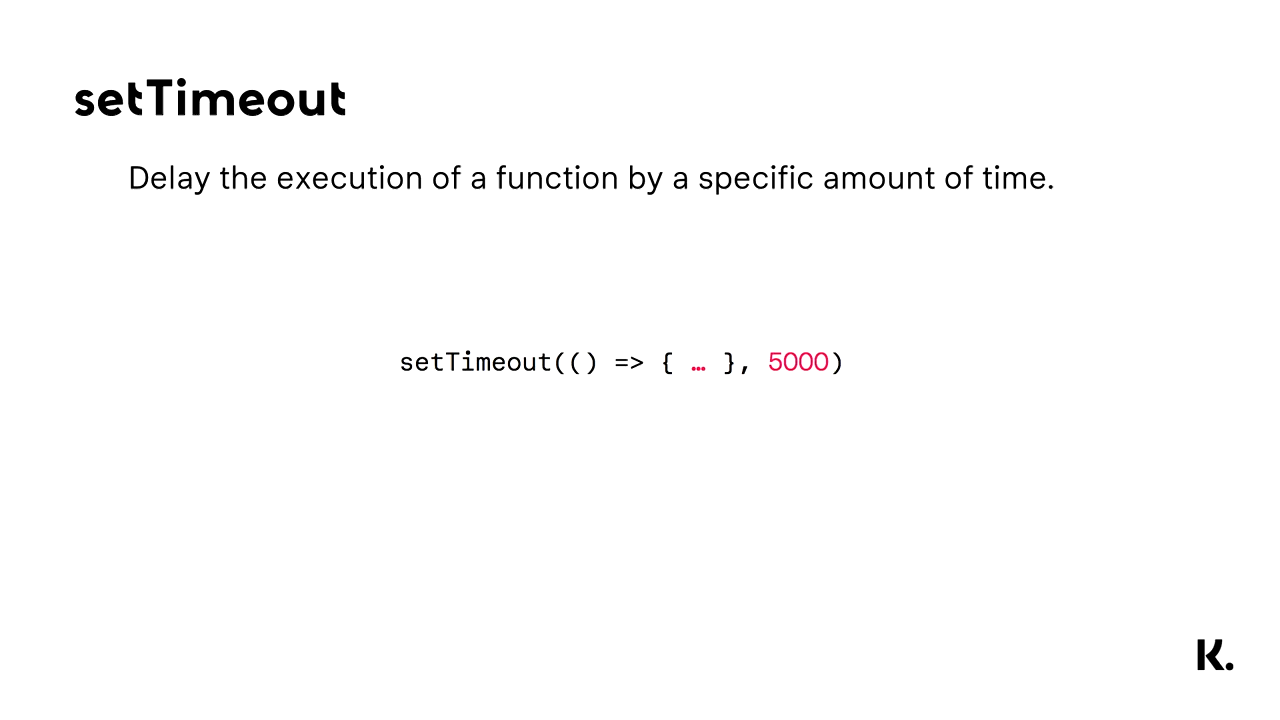 setTimeout
Delay the execution of a function by a specific amount of time.
setTimeout(() => { … }, 5000)
K.